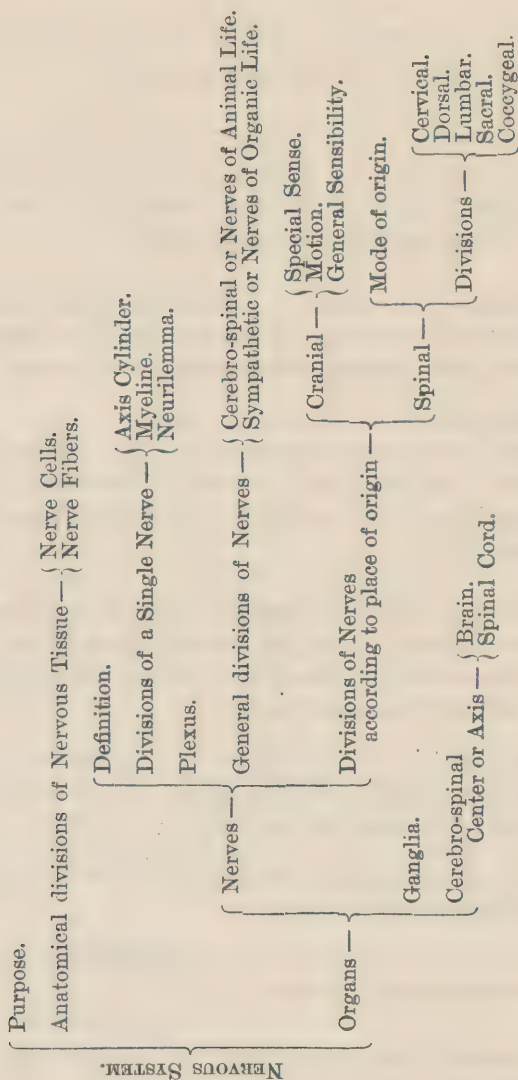 NERVOUS SYSTEM.
Purpose.
Anatomical divisions of Nervous Tissue—
Nerve Cells.
Nerve Fibers.
Organs—
Nerves—
Definition.
Divisions of a Single Nerve—
Axis Cylinder.
Myeline.
Neurilemma.
Plexus.
General divisions of Nerves—
Cerebro-spinal or Nerves of Animal Life.
Sympathetic or Nerves of Organic Life.
Divisions of Nerves
according to place of origin—
Cranial—
Special Sense.
Motion.
General Sensibility.
Spinal—
Mode of origin.
Divisions—
Cervical.
Dorsal.
Lumbar.
Sacral.
Coccygeal.
Ganglia.
Cerebro-spinal
Center or Axis—
Brain.
Spinal Cord.